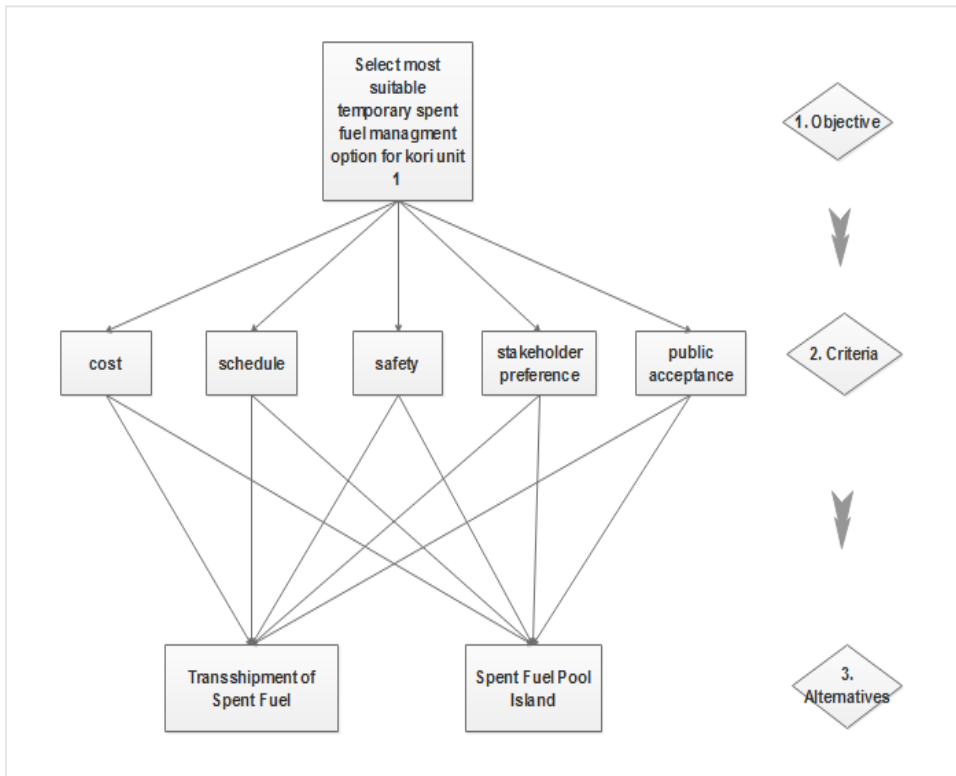 Select most
suitable
temporary spent
fuel managment
option for kori unit
1
1. Objective
cost
schedule
safety
stakeholder
preference
public
acceptance
2. Criteria
Transshipment of
Spent Fuel
Spent Fuel Pool
Island
3.
Alternatives